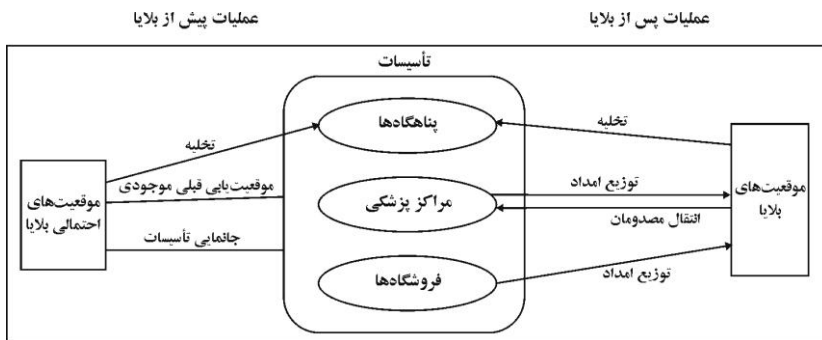 عملیات پس از بلایا
عملیات پیش از بلایا
تأسیسات
پناهگاه‌ها
تخلیه
تخلیه
موقعیت‌های
بلایا
توزیع امداد
مراکز پزشکی
انتقال مصدومان
موقعیت‌یابی قبلی موجودی
موقعیت‌های
احتمالی بلایا
جانمایی تأسیسات
فروشگاه‌ها
توزیع امداد